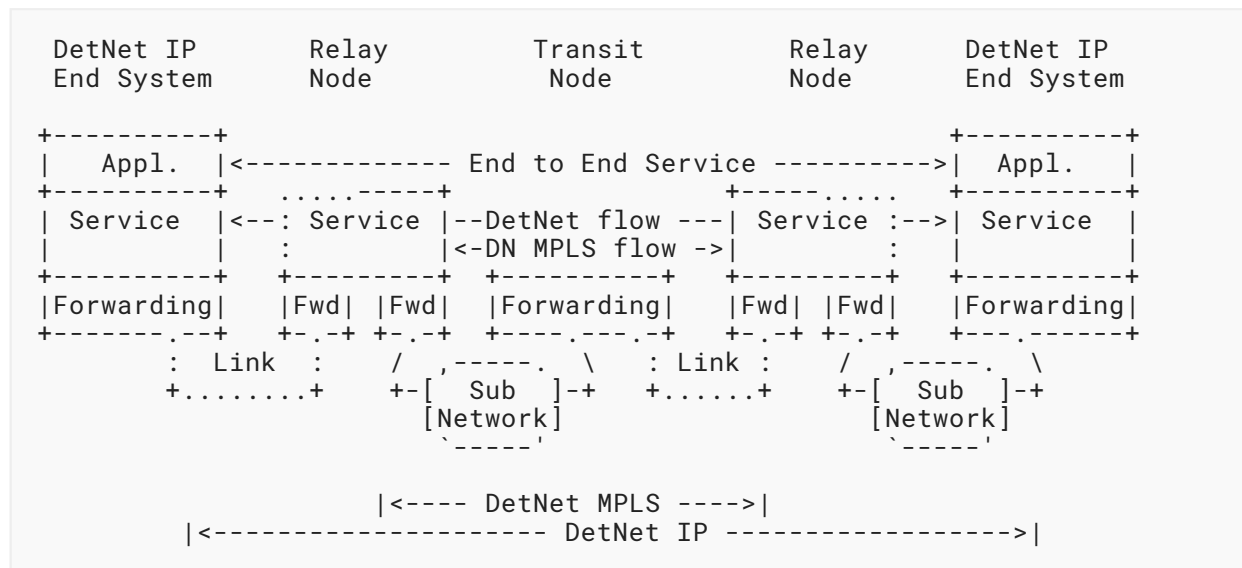 DetNet IP       Relay          Transit          Relay        DetNet IP
End System      Node            Node            Node         End System

+----------+                                             +----------+
|   Appl.  |<------------- End to End Service ---------->|  Appl.   |
+----------+   .....-----+                 +-----.....   +----------+
| Service  |<--: Service |--DetNet flow ---| Service :-->| Service  |
|          |   :         |<-DN MPLS flow ->|         :   |          |
+----------+   +---------+  +----------+   +---------+   +----------+
|Forwarding|   |Fwd| |Fwd|  |Forwarding|   |Fwd| |Fwd|   |Forwarding|
+-------.--+   +-.-+ +-.-+  +----.---.-+   +-.-+ +-.-+   +---.------+
        :  Link  :    /  ,-----.  \   : Link :    /  ,-----.  \
        +........+    +-[  Sub  ]-+   +......+    +-[  Sub  ]-+
                        [Network]                   [Network]
                         `-----'                     `-----'

                     |<---- DetNet MPLS ---->|
         |<--------------------- DetNet IP ------------------>|